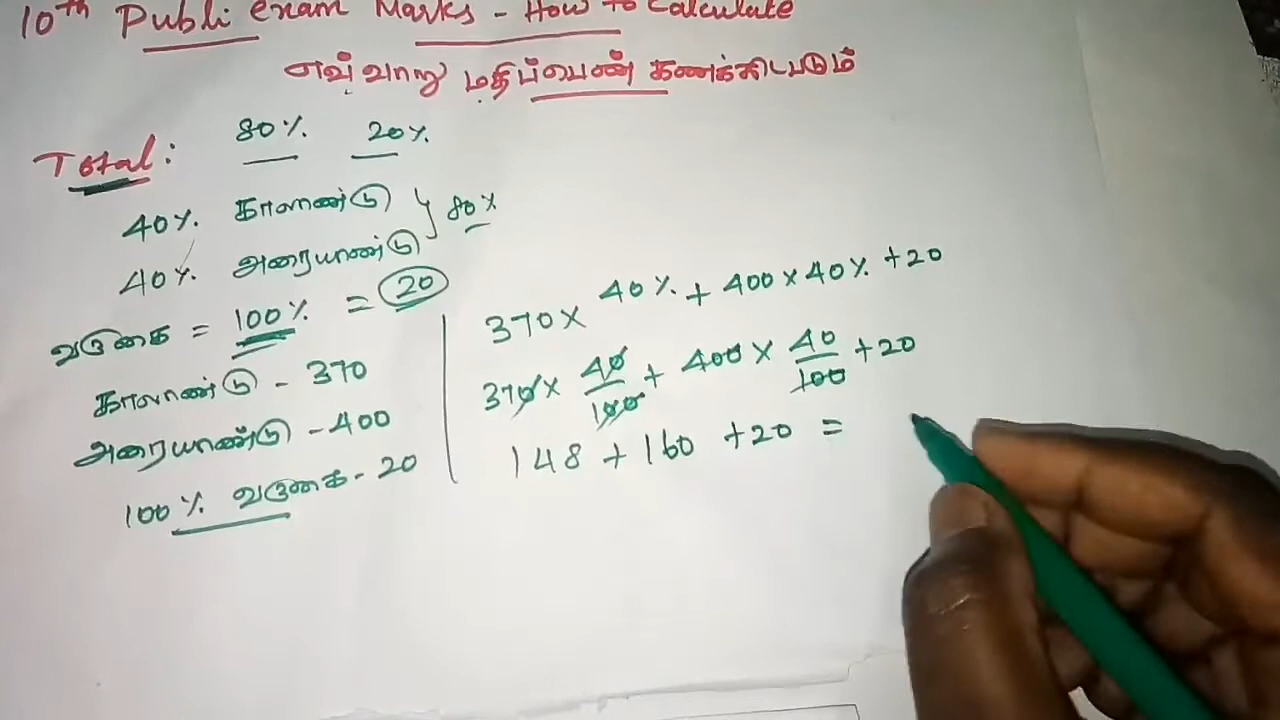 10th Publi exam Marks - How to Calculate
எவ்வாறு மதிப்பெண் கணக்கிடபடும்
Total: 80% 20%
40% காலாண்டு } 80%
40% அரையாண்டு
வருகை = 100% = 20
காலாண்டு - 370
அரையாண்டு - 400
100% வருகை - 20
370 x 40% + 400 x 40% + 20
370 x 40/100 + 400 x 40/100 + 20
148 + 160 + 20 =